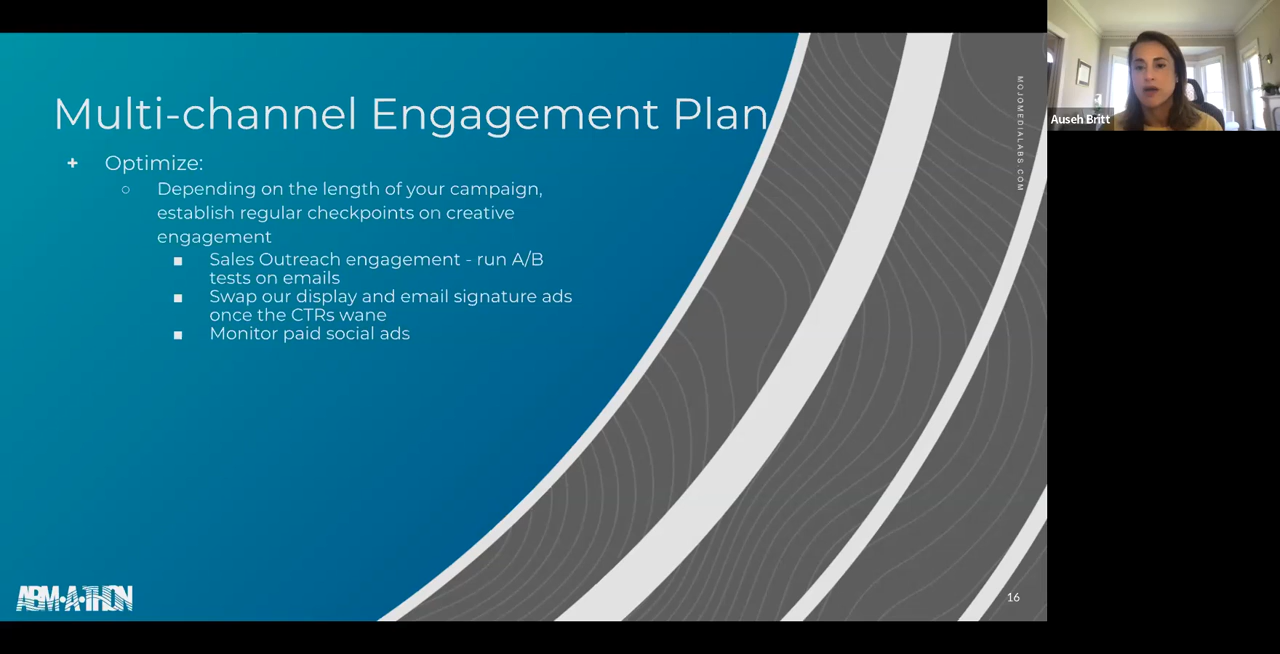 Multi-channel Engagement Plan
+ Optimize:
○ Depending on the length of your campaign,
establish regular checkpoints on creative
engagement
■ Sales Outreach engagement - run A/B
tests on emails
■ Swap our display and email signature ads
once the CTRs wane
■ Monitor paid social ads
MOJOMEDIALABS.COM
Auseh Britt
ABM•A•THON
16